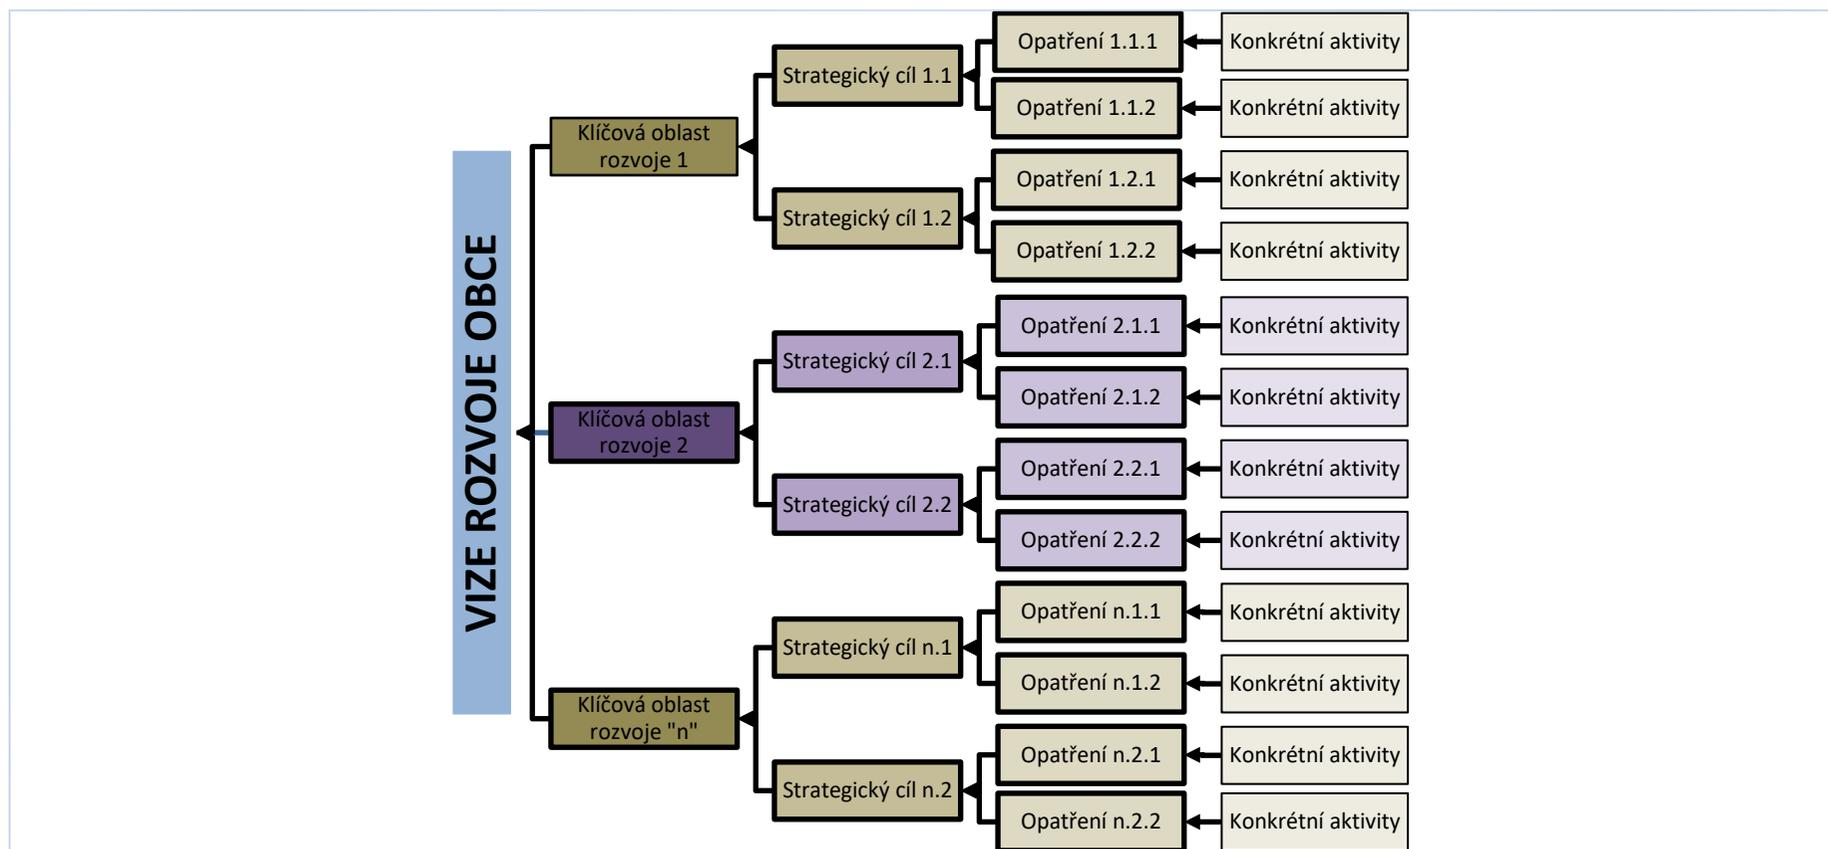 VIZE ROZVOJE OBCE
Klíčová oblast
rozvoje 1
Strategický cíl 1.1
Opatření 1.1.1
Konkrétní aktivity
Opatření 1.1.2
Konkrétní aktivity
Strategický cíl 1.2
Opatření 1.2.1
Konkrétní aktivity
Opatření 1.2.2
Konkrétní aktivity
Klíčová oblast
rozvoje 2
Strategický cíl 2.1
Opatření 2.1.1
Konkrétní aktivity
Opatření 2.1.2
Konkrétní aktivity
Strategický cíl 2.2
Opatření 2.2.1
Konkrétní aktivity
Opatření 2.2.2
Konkrétní aktivity
Klíčová oblast
rozvoje "n"
Strategický cíl n.1
Opatření n.1.1
Konkrétní aktivity
Opatření n.1.2
Konkrétní aktivity
Strategický cíl n.2
Opatření n.2.1
Konkrétní aktivity
Opatření n.2.2
Konkrétní aktivity